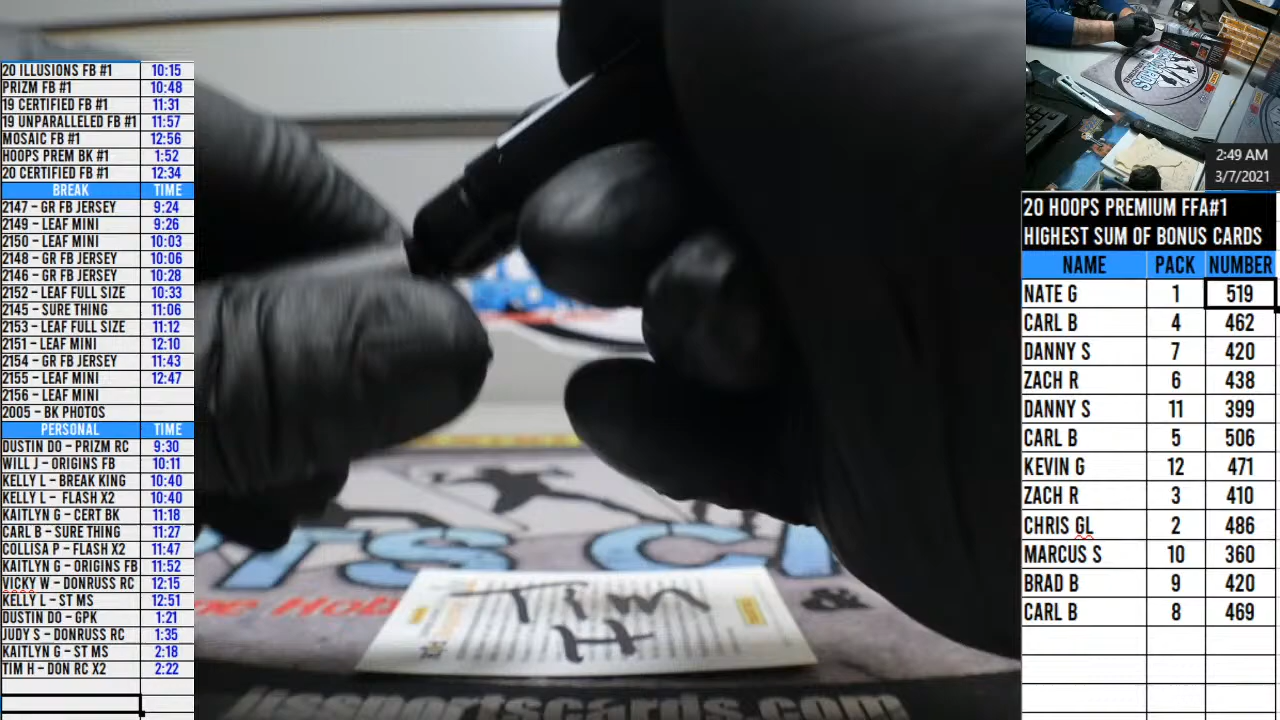 20 ILLUSIONS FB #1 10:15
PRIZM FB #1 10:48
19 CERTIFIED FB #1 11:31
19 UNPARALLELED FB #1 11:57
MOSAIC FB #1 12:56
HOOPS PREM BK #1 1:52
20 CERTIFIED FB #1 12:34
BREAK TIME
2147 – GR FB JERSEY 9:24
2149 – LEAF MINI 9:26
2150 – LEAF MINI 10:03
2148 – GR FB JERSEY 10:06
2146 – GR FB JERSEY 10:28
2152 – LEAF FULL SIZE 10:33
2145 – SURE THING 11:06
2153 – LEAF FULL SIZE 11:12
2151 – LEAF MINI 12:10
2154 – GR FB JERSEY 11:43
2155 – LEAF MINI 12:47
2156 – LEAF MINI
2005 – BK PHOTOS
PERSONAL TIME
DUSTIN DO – PRIZM RC 9:30
WILL J – ORIGINS FB 10:11
KELLY L – BREAK KING 10:40
KELLY L – FLASH X2 10:40
KAITLYN G – CERT BK 11:18
CARL B – SURE THING 11:27
COLLISA P – FLASH X2 11:47
KAITLYN G – ORIGINS FB 11:52
VICKY W – DONRUSS RC 12:15
KELLY L – ST MS 12:51
DUSTIN DO – GPK 1:21
JUDY S – DONRUSS RC 1:35
KAITLYN G – ST MS 2:18
TIM H – DON RC X2 2:22
Tim
H
2:49 AM
3/7/2021
20 HOOPS PREMIUM FFA#1
HIGHEST SUM OF BONUS CARDS
NAME PACK NUMBER
NATE G 1 519
CARL B 4 462
DANNY S 7 420
ZACH R 6 438
DANNY S 11 399
CARL B 5 506
KEVIN G 12 471
ZACH R 3 410
CHRIS GL 2 486
MARCUS S 10 360
BRAD B 9 420
CARL B 8 469